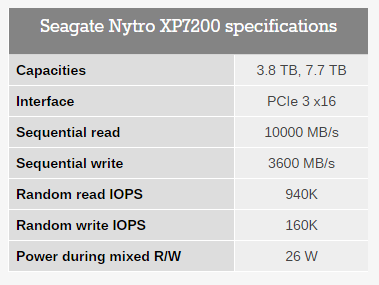 Seagate Nytro XP7200 specifications
Capacities 3.8 TB, 7.7 TB
Interface PCIe 3 x16
Sequential read 10000 MB/s
Sequential write 3600 MB/s
Random read IOPS 940K
Random write IOPS 160K
Power during mixed R/W 26 W